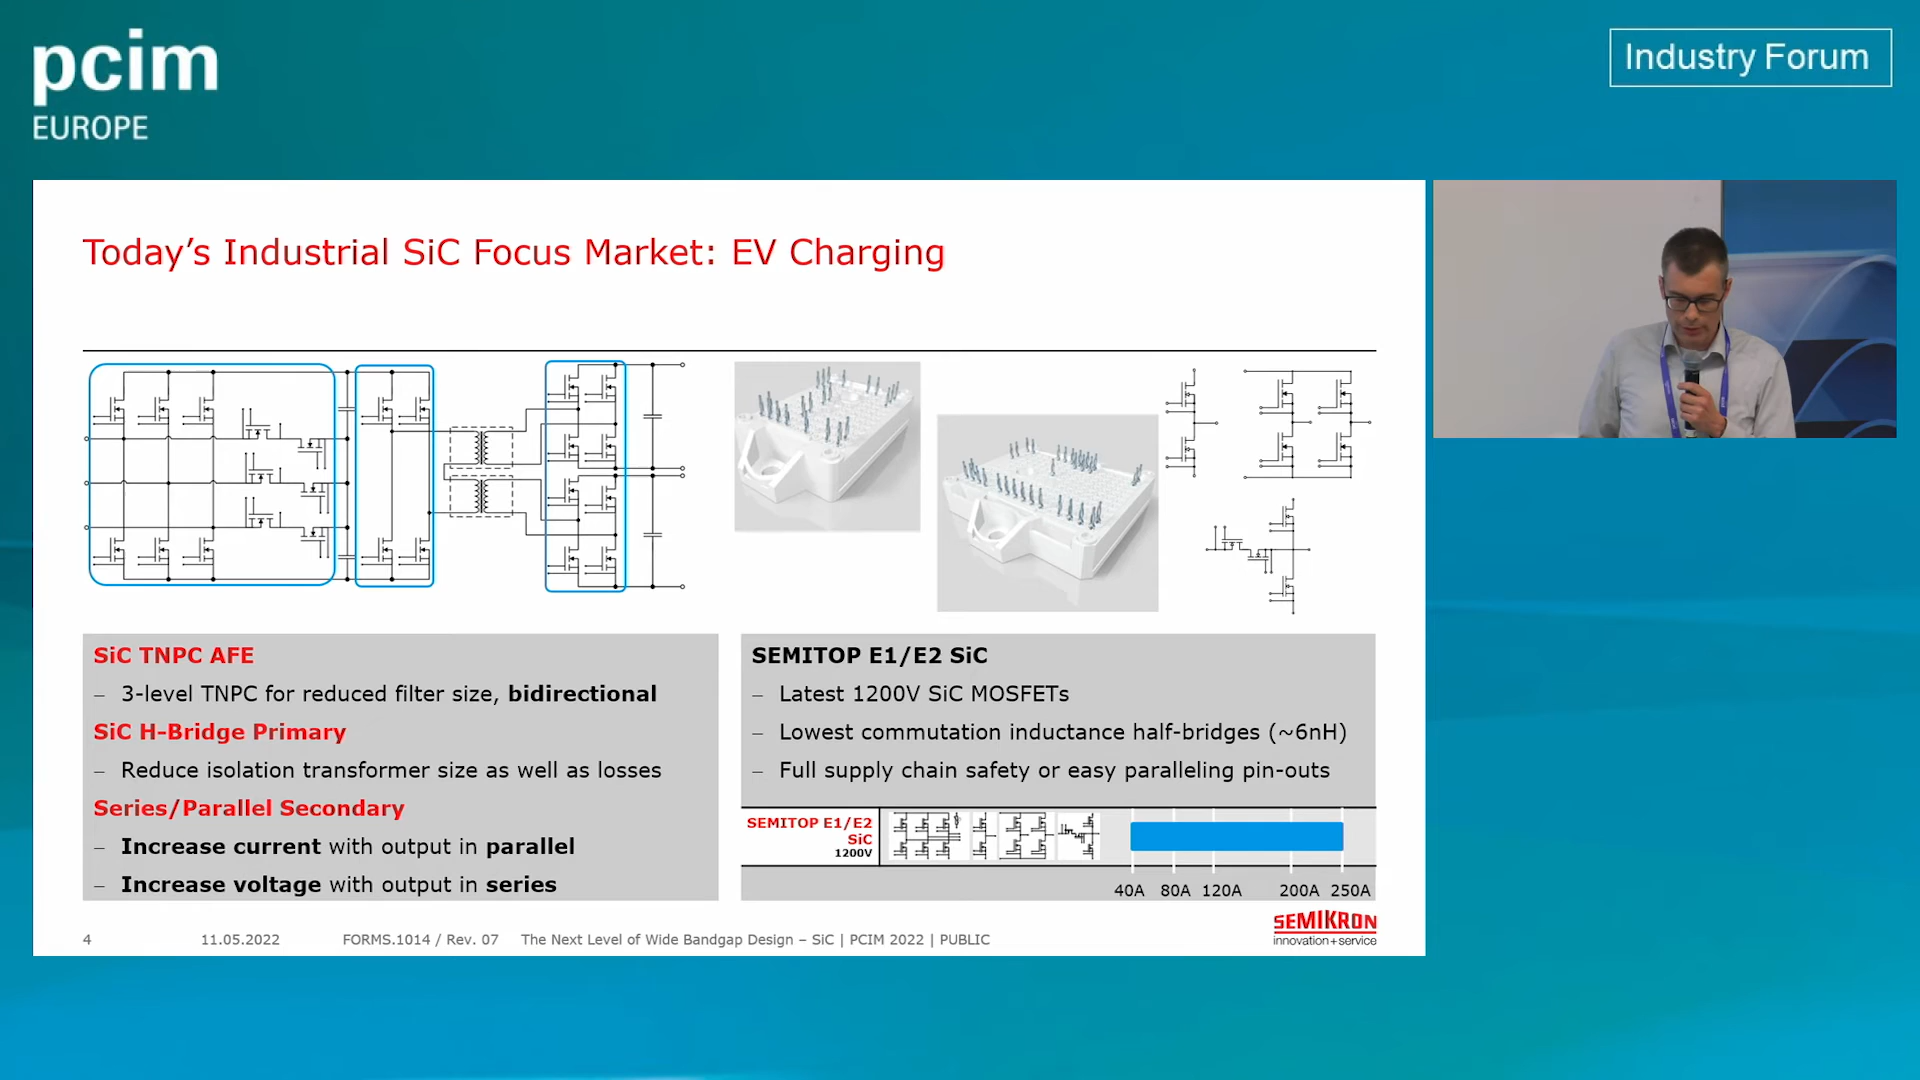 pcim
EUROPE
Industry Forum
Today’s Industrial SiC Focus Market: EV Charging
SiC TNPC AFE
– 3-level TNPC for reduced filter size, bidirectional
SiC H-Bridge Primary
– Reduce isolation transformer size as well as losses
Series/Parallel Secondary
– Increase current with output in parallel
– Increase voltage with output in series
SEMITOP E1/E2 SiC
– Latest 1200V SiC MOSFETs
– Lowest commutation inductance half-bridges (~6nH)
– Full supply chain safety or easy paralleling pin-outs
SEMITOP E1/E2
SiC
1200V
40A 80A 120A 200A 250A
SEMIKRON
innovation+service
4 11.05.2022 FORMS.1014 / Rev. 07 The Next Level of Wide Bandgap Design – SiC | PCIM 2022 | PUBLIC